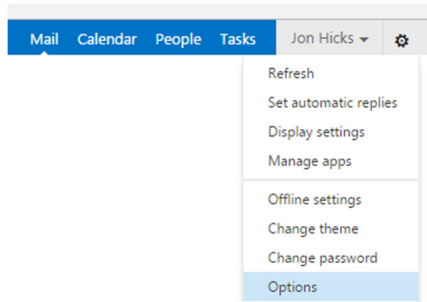 Mail Calendar People Tasks Jon Hicks
Refresh
Set automatic replies
Display settings
Manage apps
Offline settings
Change theme
Change password
Options